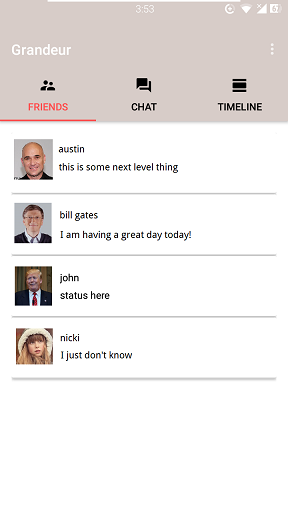 3:53
Grandeur
FRIENDS
CHAT
TIMELINE
austin
this is some next level thing
bill gates
I am having a great day today!
john
status here
nicki
I just don't know